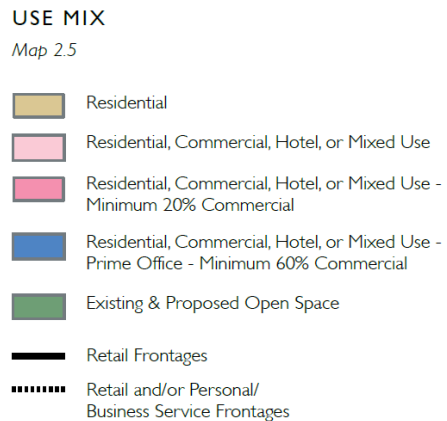 USE MIX
Map 2.5
Residential
Residential, Commercial, Hotel, or Mixed Use
Residential, Commercial, Hotel, or Mixed Use -
Minimum 20% Commercial
Residential, Commercial, Hotel, or Mixed Use -
Prime Office - Minimum 60% Commercial
Existing & Proposed Open Space
Retail Frontages
Retail and/or Personal/
Business Service Frontages